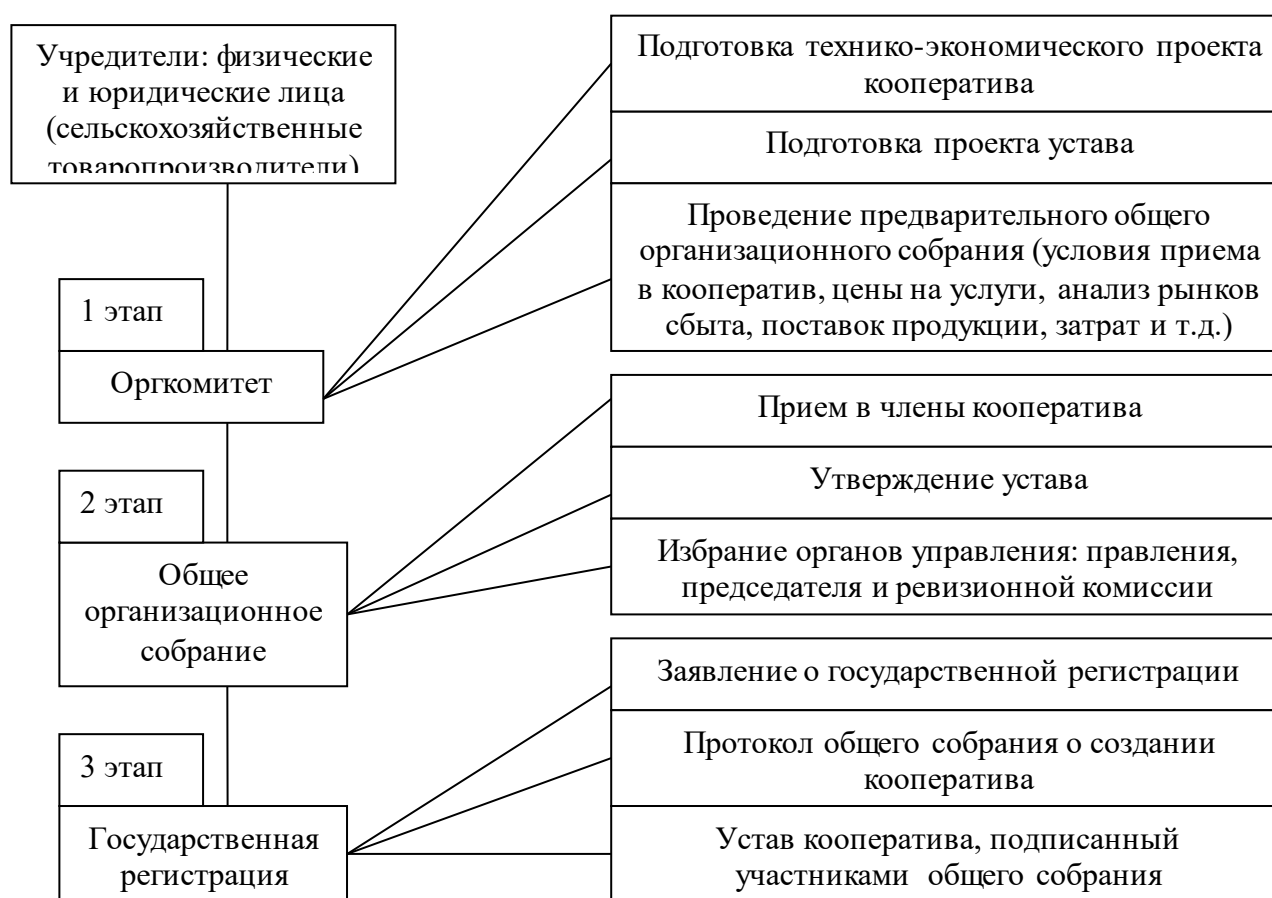 Учредители: физические
и юридические лица
(сельскохозяйственные
товаропроизводители)
1 этап
Оргкомитет
Подготовка технико-экономического проекта
кооператива
Подготовка проекта устава
Проведение предварительного общего
организационного собрания (условия приема
в кооператив, цены на услуги, анализ рынков
сбыта, поставок продукции, затрат и т.д.)
2 этап
Общее
организационное
собрание
Прием в члены кооператива
Утверждение устава
Избрание органов управления: правления,
председателя и ревизионной комиссии
3 этап
Государственная
регистрация
Заявление о государственной регистрации
Протокол общего собрания о создании
кооператива
Устав кооператива, подписанный
участниками общего собрания